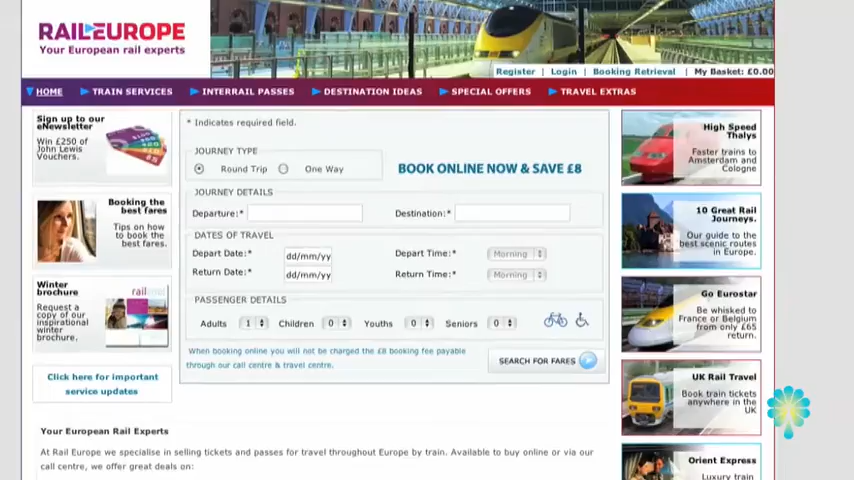 RAILEUROPE
Your European rail experts
Register | Login | Booking Retrieval | My Basket: £0.00
HOME
TRAIN SERVICES
INTERRAIL PASSES
DESTINATION IDEAS
SPECIAL OFFERS
TRAVEL EXTRAS
Sign up to our
eNewsletter
Win £250 of
John Lewis
Vouchers.
Booking the
best fares
Tips on how
to book the
best fares.
Winter
brochure
Request a
copy of our
inspirational
winter
brochure.
rail
Click here for important
service updates
* Indicates required field.
JOURNEY TYPE
Round Trip
One Way
BOOK ONLINE NOW & SAVE £8
JOURNEY DETAILS
Departure:*
Destination:*
DATES OF TRAVEL
Depart Date:* dd/mm/yy
Depart Time:* Morning
Return Date:* dd/mm/yy
Return Time:* Morning
PASSENGER DETAILS
Adults 1 Children 0 Youths 0 Seniors 0
When booking online you will not be charged the £8 booking fee payable
through our call centre & travel centre.
SEARCH FOR FARES
High Speed
Thalys
Faster trains to
Amsterdam and
Cologne
10 Great Rail
Journeys.
Our guide to the
best scenic routes
in Europe.
Go Eurostar
Be whisked to
France or Belgium
from only £65
return.
UK Rail Travel
Book train tickets
anywhere in the
UK
Orient Express
Luxury train
Your European Rail Experts
At Rail Europe we specialise in selling tickets and passes for travel throughout Europe by train. Available to buy online or via our
call centre, we offer great deals on: